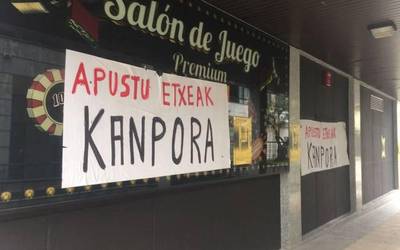 Salón de Juego
Premium
APUSTU ETXEAK
KANPORA
APUSTU ETXEAK
KANPORA